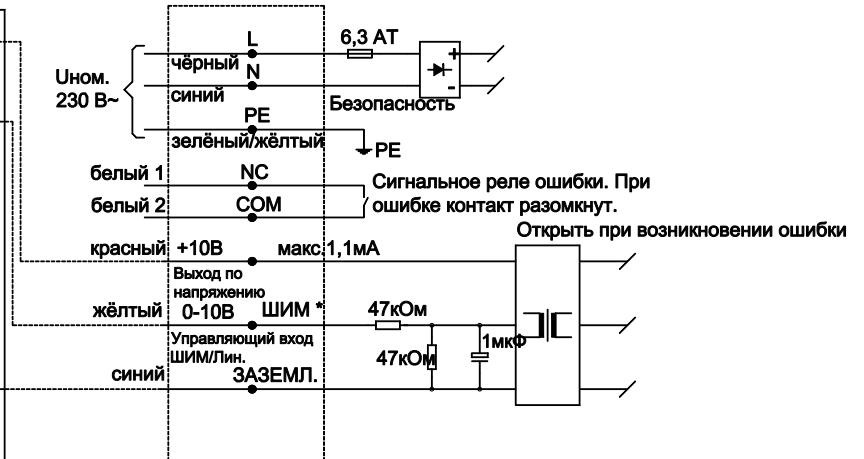 L
6,3 АТ
чёрный
N
Uном.
230 В~
синий
Безопасность
PE
зелёный/жёлтый
PE
белый 1
NC
Сигнальное реле ошибки. При
белый 2
COM
ошибке контакт разомкнут.
Открыть при возникновении ошибки
красный
+10В
макс.1,1мА
Выход по
напряжению
жёлтый
0-10В
ШИМ *
47кОм
Управляющий вход
ШИМ/Лин.
47кОм
1мкФ
синий
ЗАЗЕМЛ.